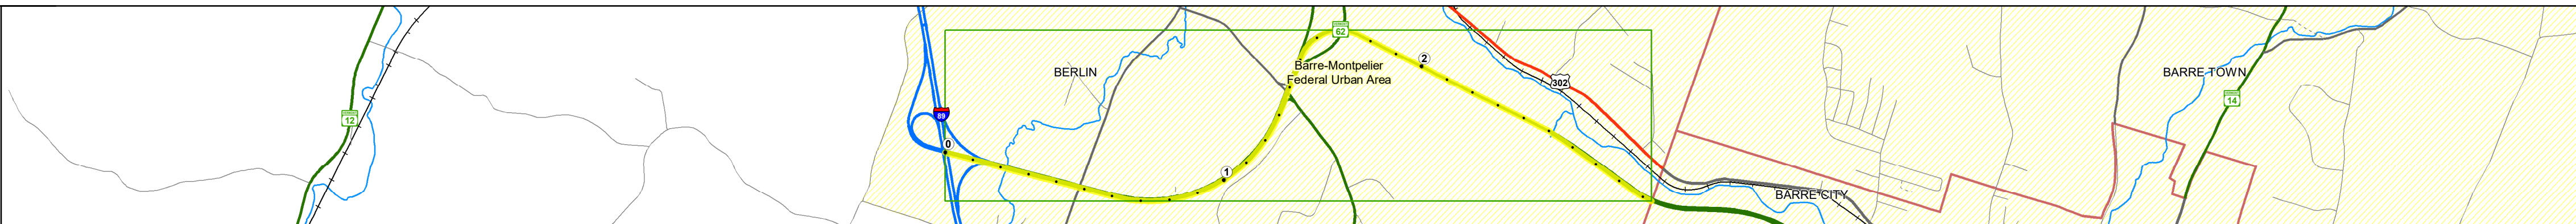 12
BERLIN
89
0
1
62
Barre-Montpelier
Federal Urban Area
2
302
BARRE CITY
BARRE TOWN
14